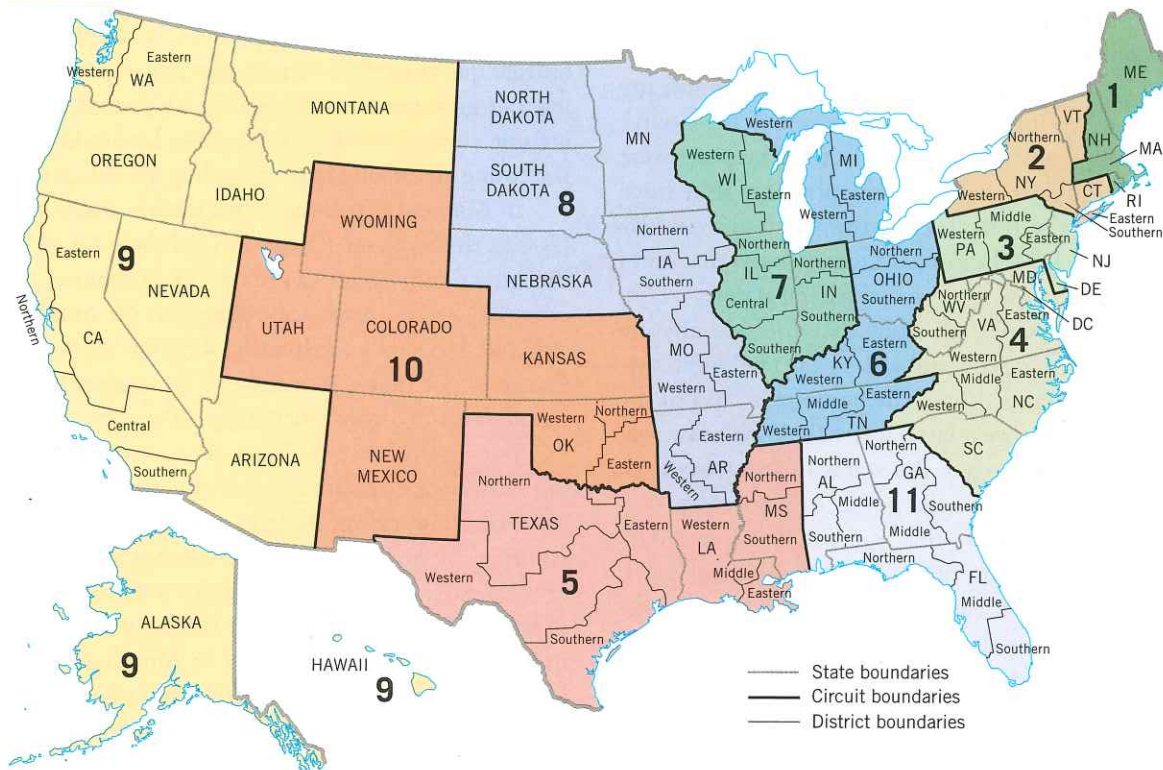 Western
Eastern
WA
MONTANA
OREGON
IDAHO
WYOMING
NORTH
DAKOTA
SOUTH
DAKOTA
8
NEBRASKA
MN
Northern
IA
Southern
MO
Western
Eastern
Eastern
Western
AR
9
Eastern
Northern
CA
Central
Southern
NEVADA
ARIZONA
UTAH
COLORADO
10
KANSAS
NEW
MEXICO
Western
OK
Northern
Eastern
Northern
TEXAS
Western
5
Eastern
Southern
Western
LA
Middle
Eastern
Northern
MS
Southern
Western
WI
Eastern
Northern
IL
7
Central
Southern
Northern
IN
Southern
Western
MI
Eastern
Western
Northern
OHIO
Southern
Eastern
KY
6
Western
Middle
Eastern
Western
TN
ME
1
NH
MA
RI
VT
Northern
2
NY
Western
CT
Eastern
Southern
Middle
Western
PA
3
Eastern
NJ
DE
MD
DC
Northern
WV
Southern
VA
Eastern
4
Western
Middle
Eastern
Western
NC
SC
Northern
AL
Middle
Southern
Northern
GA
11
Southern
Middle
Northern
FL
Middle
Southern
ALASKA
9
HAWAII
9
State boundaries
Circuit boundaries
District boundaries